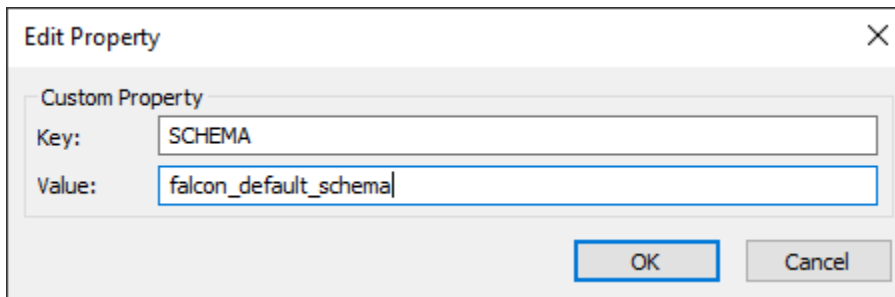 Edit Property
Custom Property
Key: SCHEMA
Value: falcon_default_schema
OK Cancel